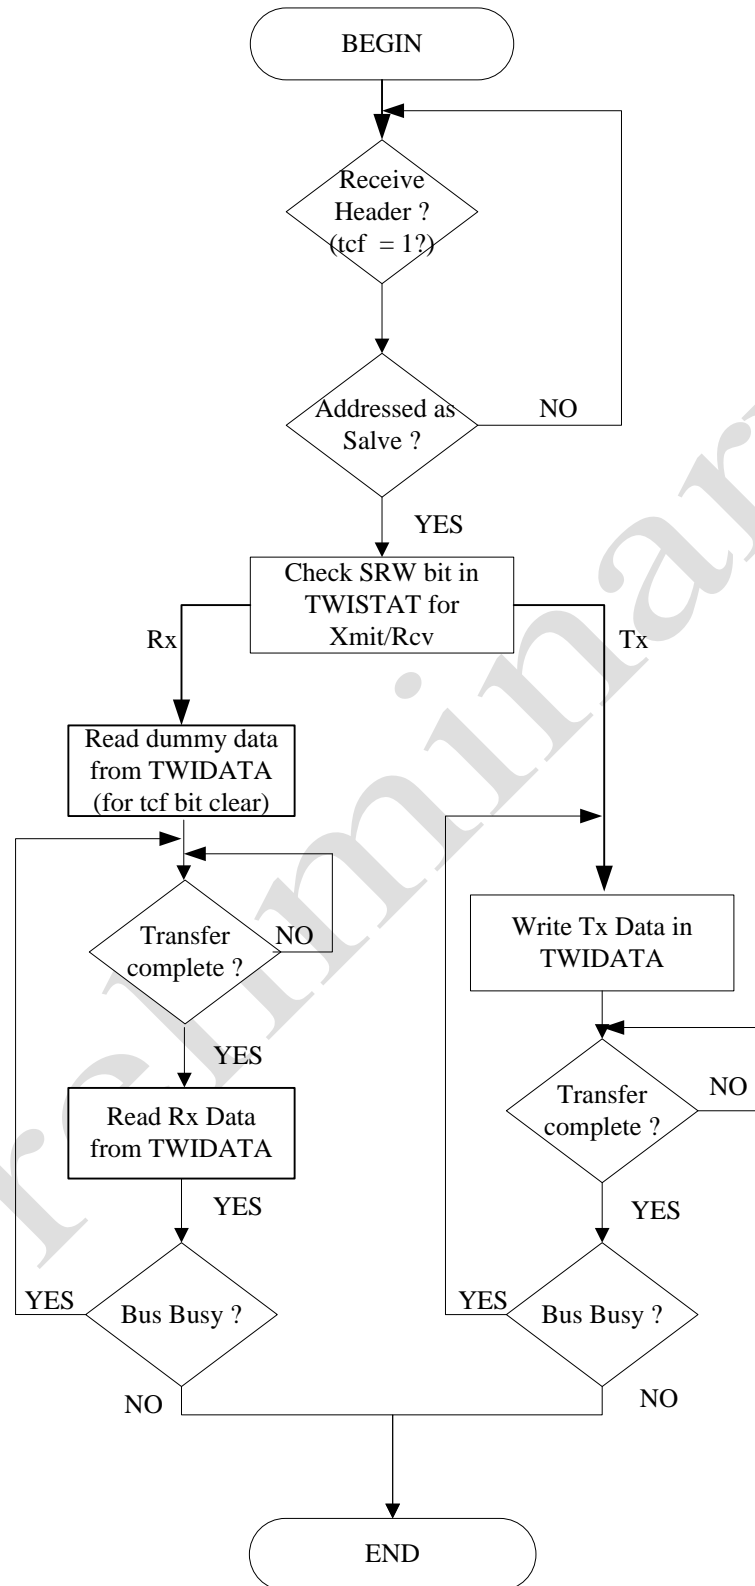 BEGIN
Receive
Header ?
(tcf = 1?)
Addressed as
Salve ?
NO
YES
Check SRW bit in
TWISTAT for
Xmit/Rcv
Rx
Tx
Read dummy data
from TWIDATA
(for tcf bit clear)
Transfer
complete ?
NO
YES
Read Rx Data
from TWIDATA
YES
Bus Busy ?
YES
NO
Write Tx Data in
TWIDATA
Transfer
complete ?
NO
YES
Bus Busy ?
YES
NO
END
reliminar